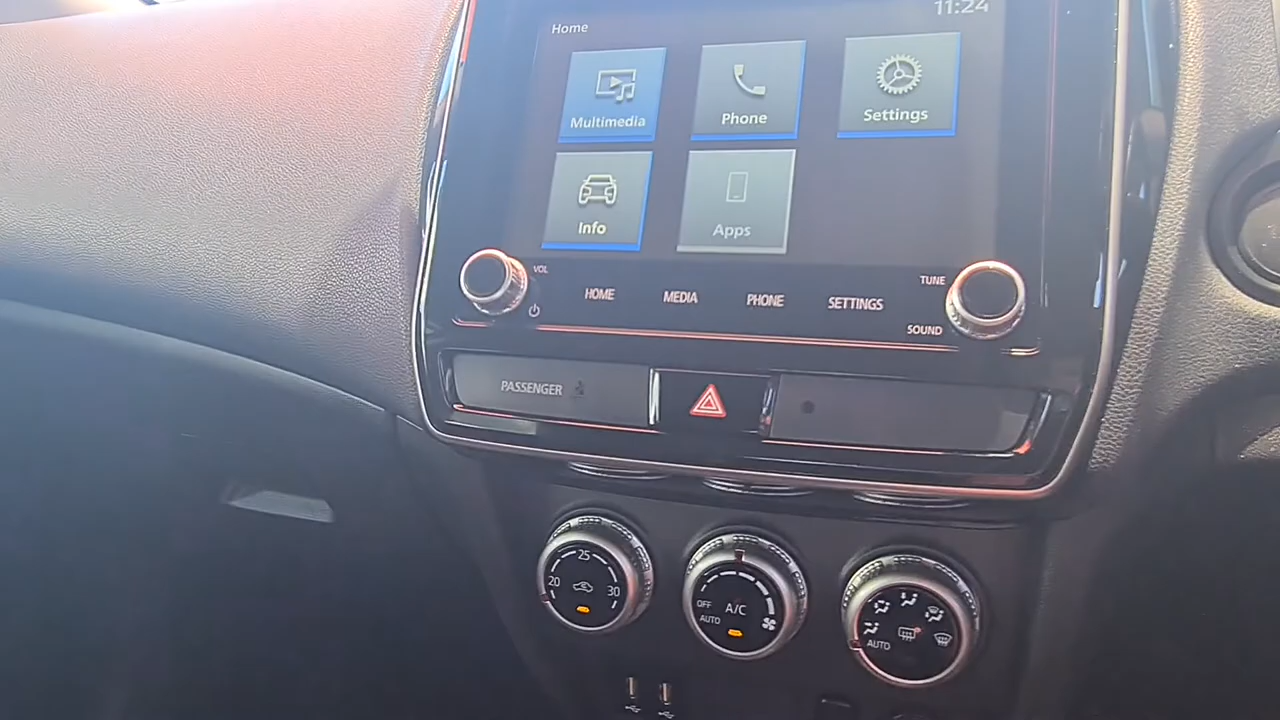 11:24
Home
Multimedia
Phone
Settings
Info
Apps
VOL
TUNE
HOME
MEDIA
PHONE
SETTINGS
SOUND
PASSENGER
25
20
30
OFF
A/C
AUTO
AUTO